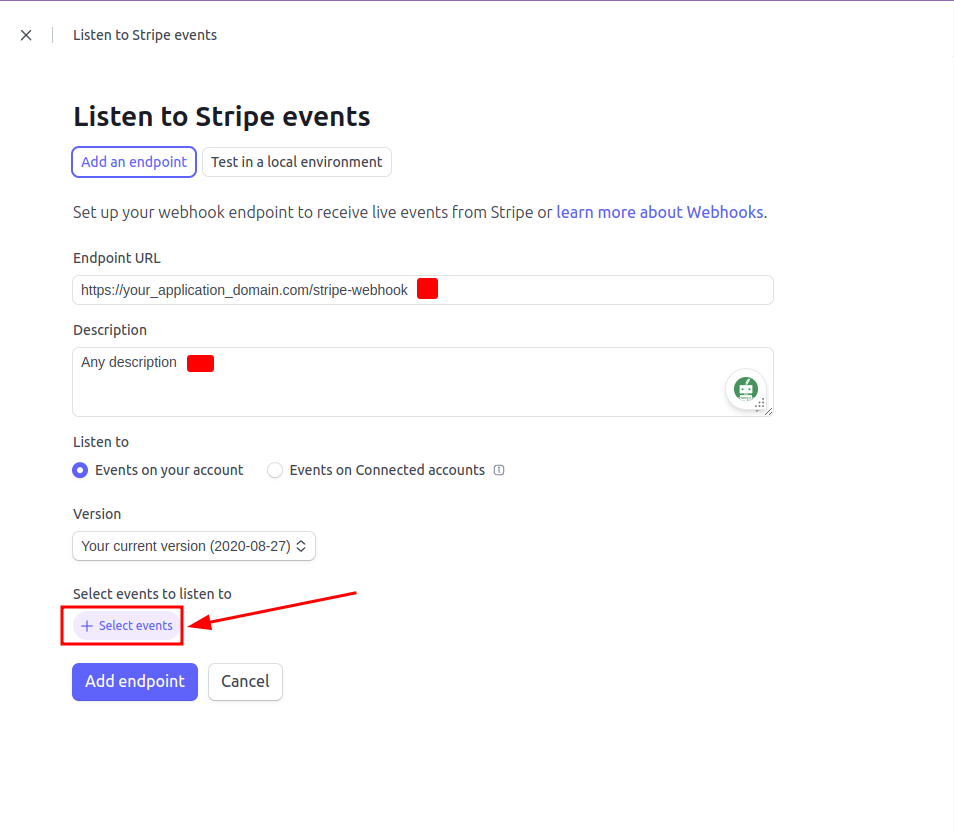 Listen to Stripe events
Listen to Stripe events
Add an endpoint Test in a local environment
Set up your webhook endpoint to receive live events from Stripe or learn more about Webhooks.
Endpoint URL
https://your_application_domain.com/stripe-webhook
Description
Any description
Listen to
Events on your account Events on Connected accounts
Version
Your current version (2020-08-27)
Select events to listen to
+ Select events
Add endpoint Cancel